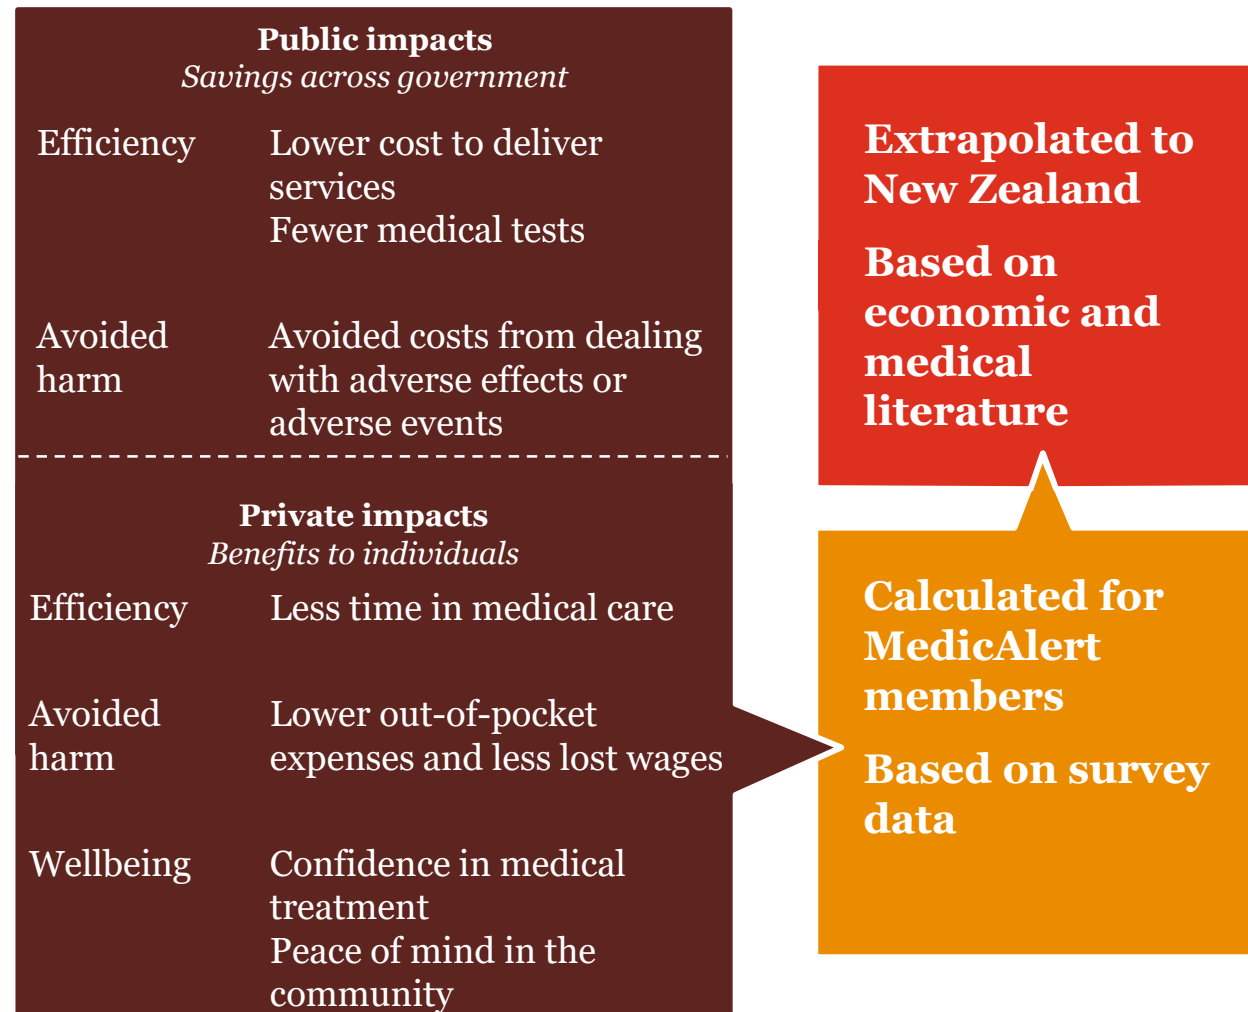 Public impacts
Savings across government
Efficiency
Lower cost to deliver
services
Fewer medical tests
Avoided
harm
Avoided costs from dealing
with adverse effects or
adverse events
Private impacts
Benefits to individuals
Efficiency
Less time in medical care
Avoided
harm
Lower out-of-pocket
expenses and less lost wages
Wellbeing
Confidence in medical
treatment
Peace of mind in the
community
Extrapolated to
New Zealand
Based on
economic and
medical
literature
Calculated for
MedicAlert
members
Based on survey
data